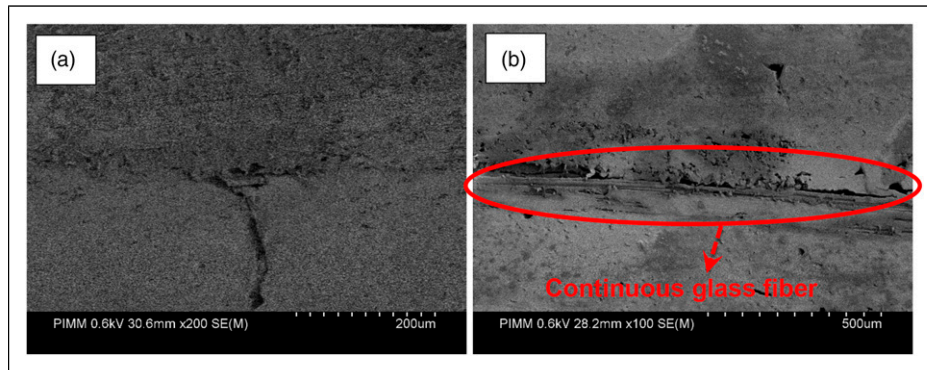 (a)
PIMM 0.6kV 30.6mm x200 SE(M)
200um
(b)
Continuous glass fiber
PIMM 0.6kV 28.2mm x100 SE(M)
500um